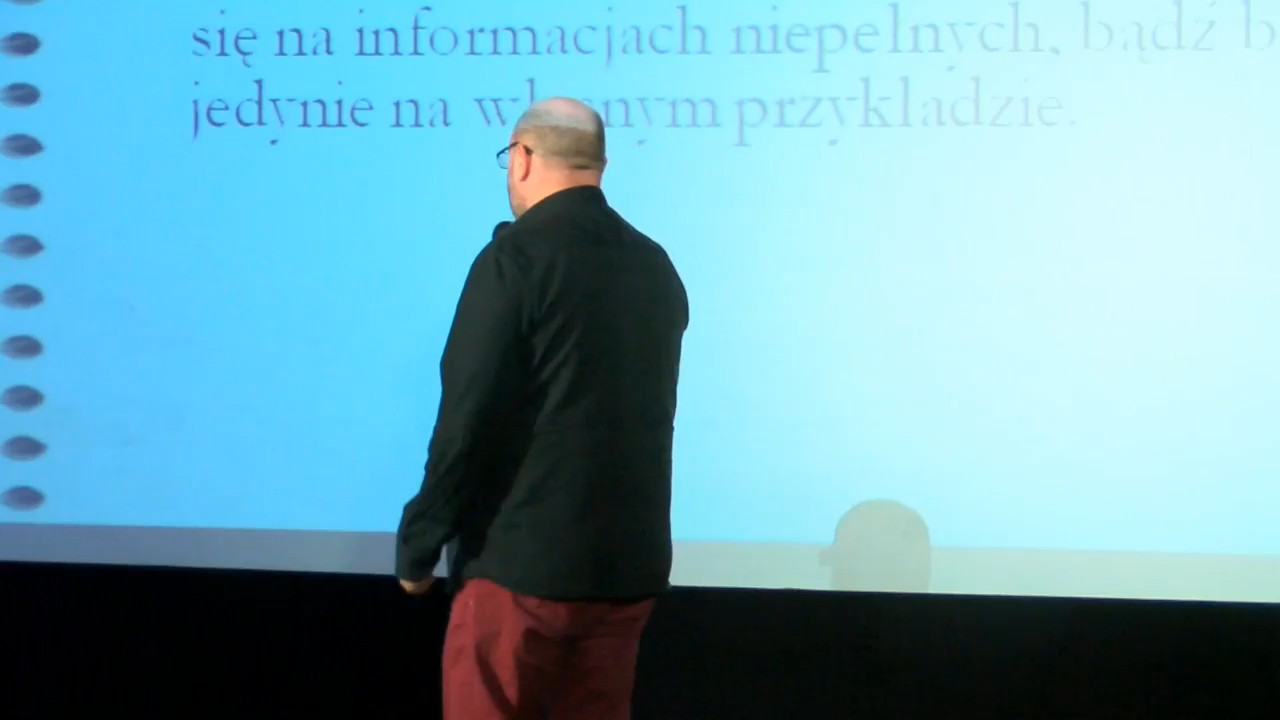 się na informacjach niepełnych, bądź
jedynie na przykładzie.